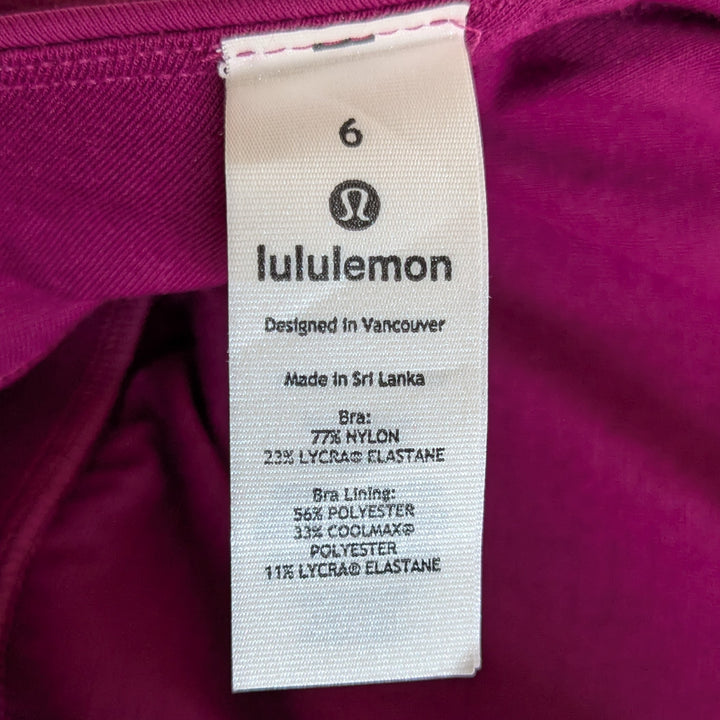 6
lululemon
Designed in Vancouver
Made in Sri Lanka
Bra:
77% NYLON
23% LYCRA® ELASTANE
Bra Lining:
56% POLYESTER
33% COOLMAX®
POLYESTER
11% LYCRA® ELASTANE